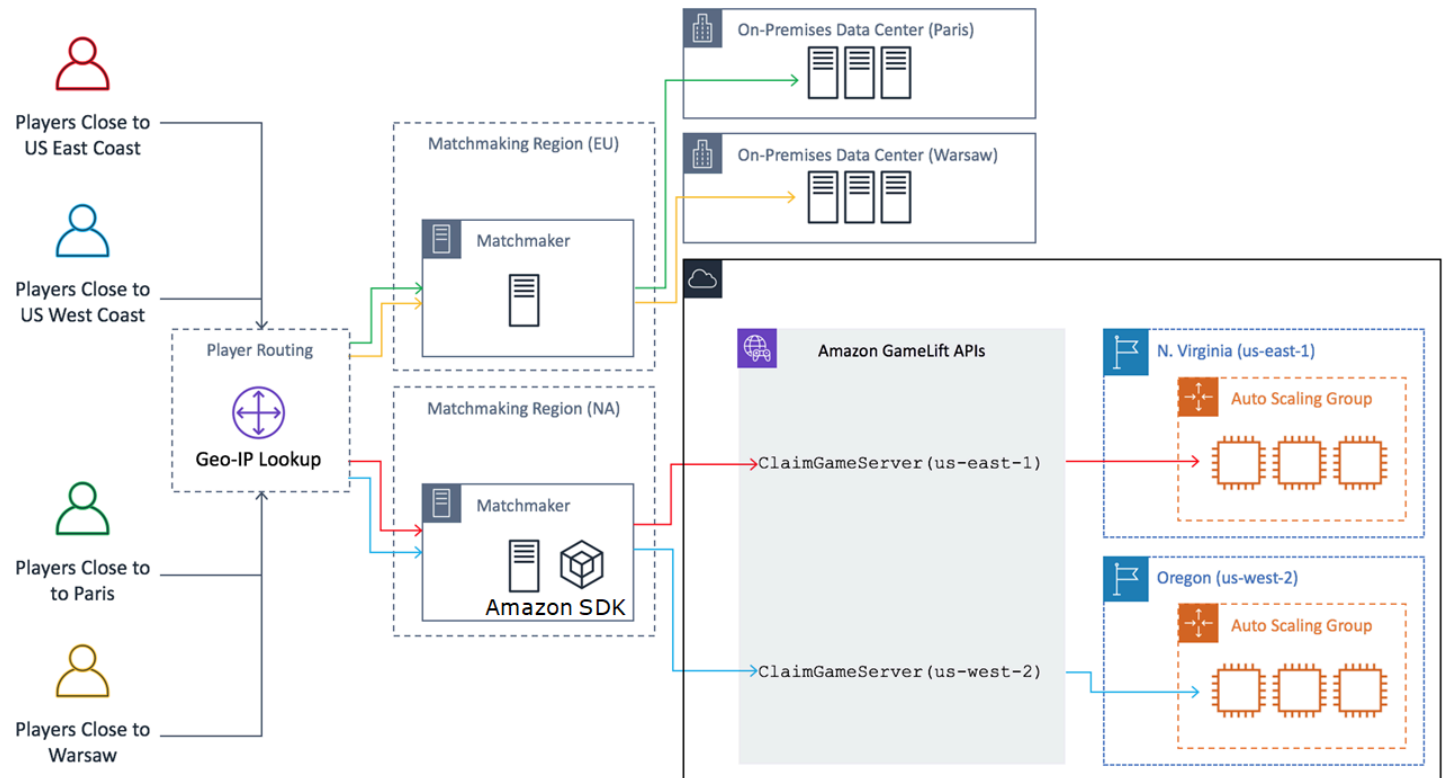 Players Close to
US East Coast
Players Close to
US West Coast
Player Routing
Geo-IP Lookup
Players Close to
to Paris
Players Close to
Warsaw
Matchmaking Region (EU)
Matchmaker
Matchmaking Region (NA)
Matchmaker
Amazon SDK
On-Premises Data Center (Paris)
On-Premises Data Center (Warsaw)
Amazon GameLift APIs
ClaimGameServer(us-east-1)
ClaimGameServer(us-west-2)
N. Virginia (us-east-1)
Auto Scaling Group
Oregon (us-west-2)
Auto Scaling Group